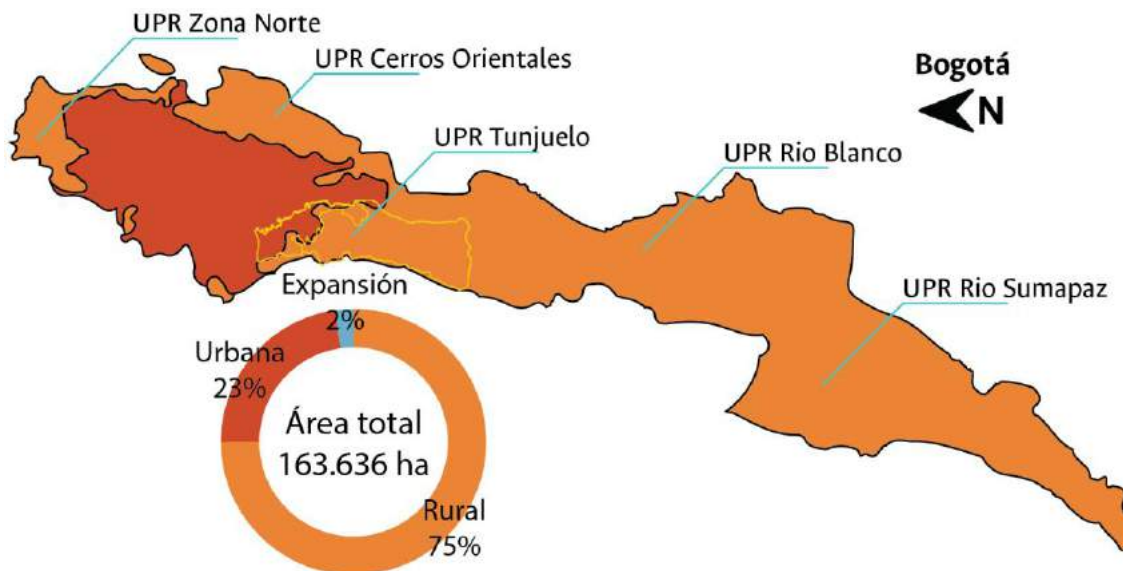 UPR Zona Norte
UPR Cerros Orientales
Bogotá
N
UPR Tunjuelo
UPR Rio Blanco
UPR Rio Sumapaz
Expansión
2%
Urbana
23%
Área total
163.636 ha
Rural
75%